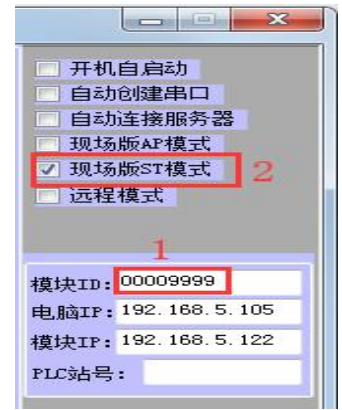 开机自启动
自动创建串口
自动连接服务器
现场版AP模式
现场版ST模式 2
远程模式
1
模块ID: 00009999
电脑IP: 192.168.5.105
模块IP: 192.168.5.122
PLC站号: